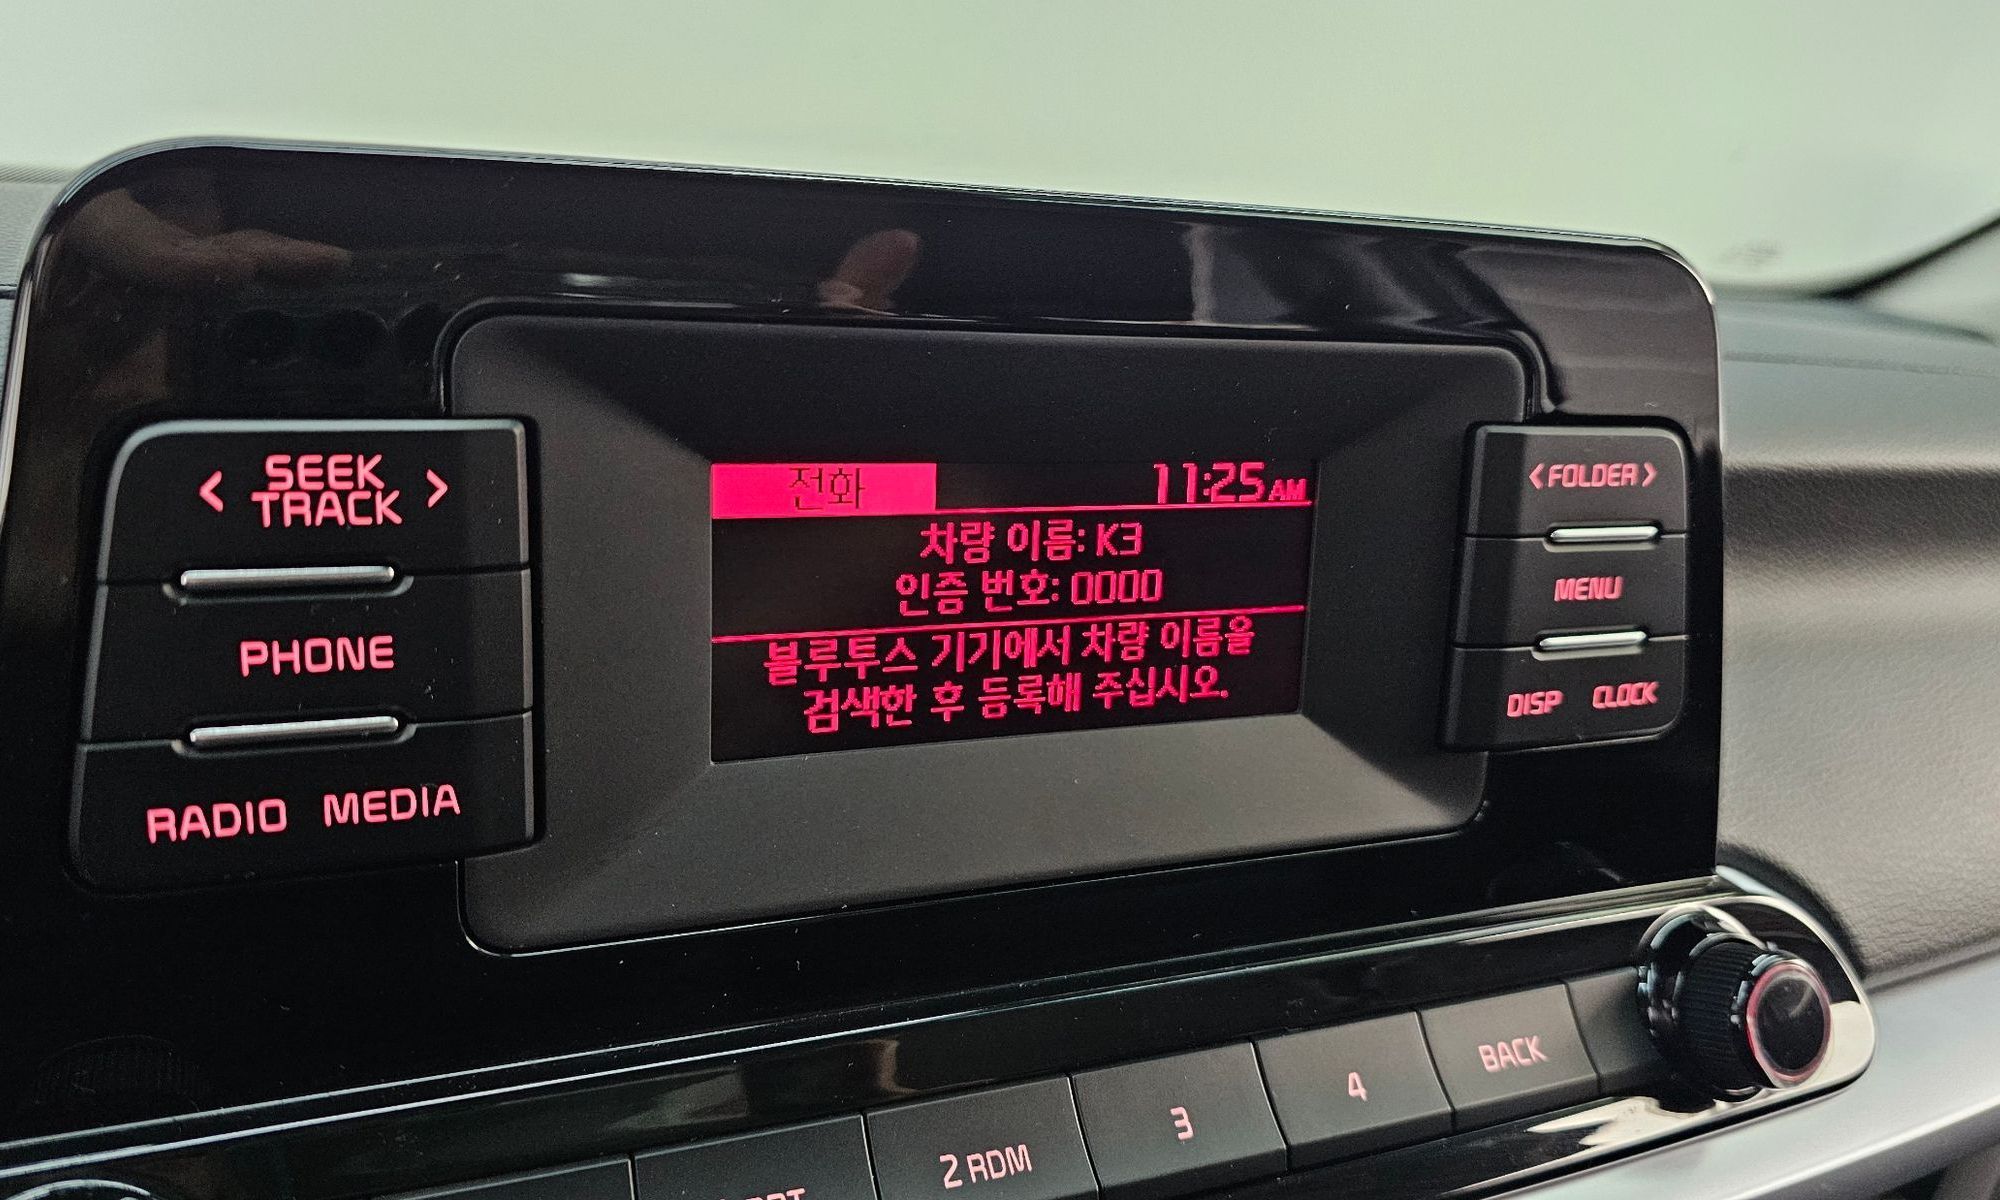 < SEEK >
TRACK
PHONE
RADIO MEDIA
전화 11:25 AM
차량 이름: K3
인증 번호: 0000
블루투스 기기에서 차량 이름을
검색한 후 등록해 주십시오.
< FOLDER >
MENU
DISP CLOCK
2 RDM
3
4
BACK